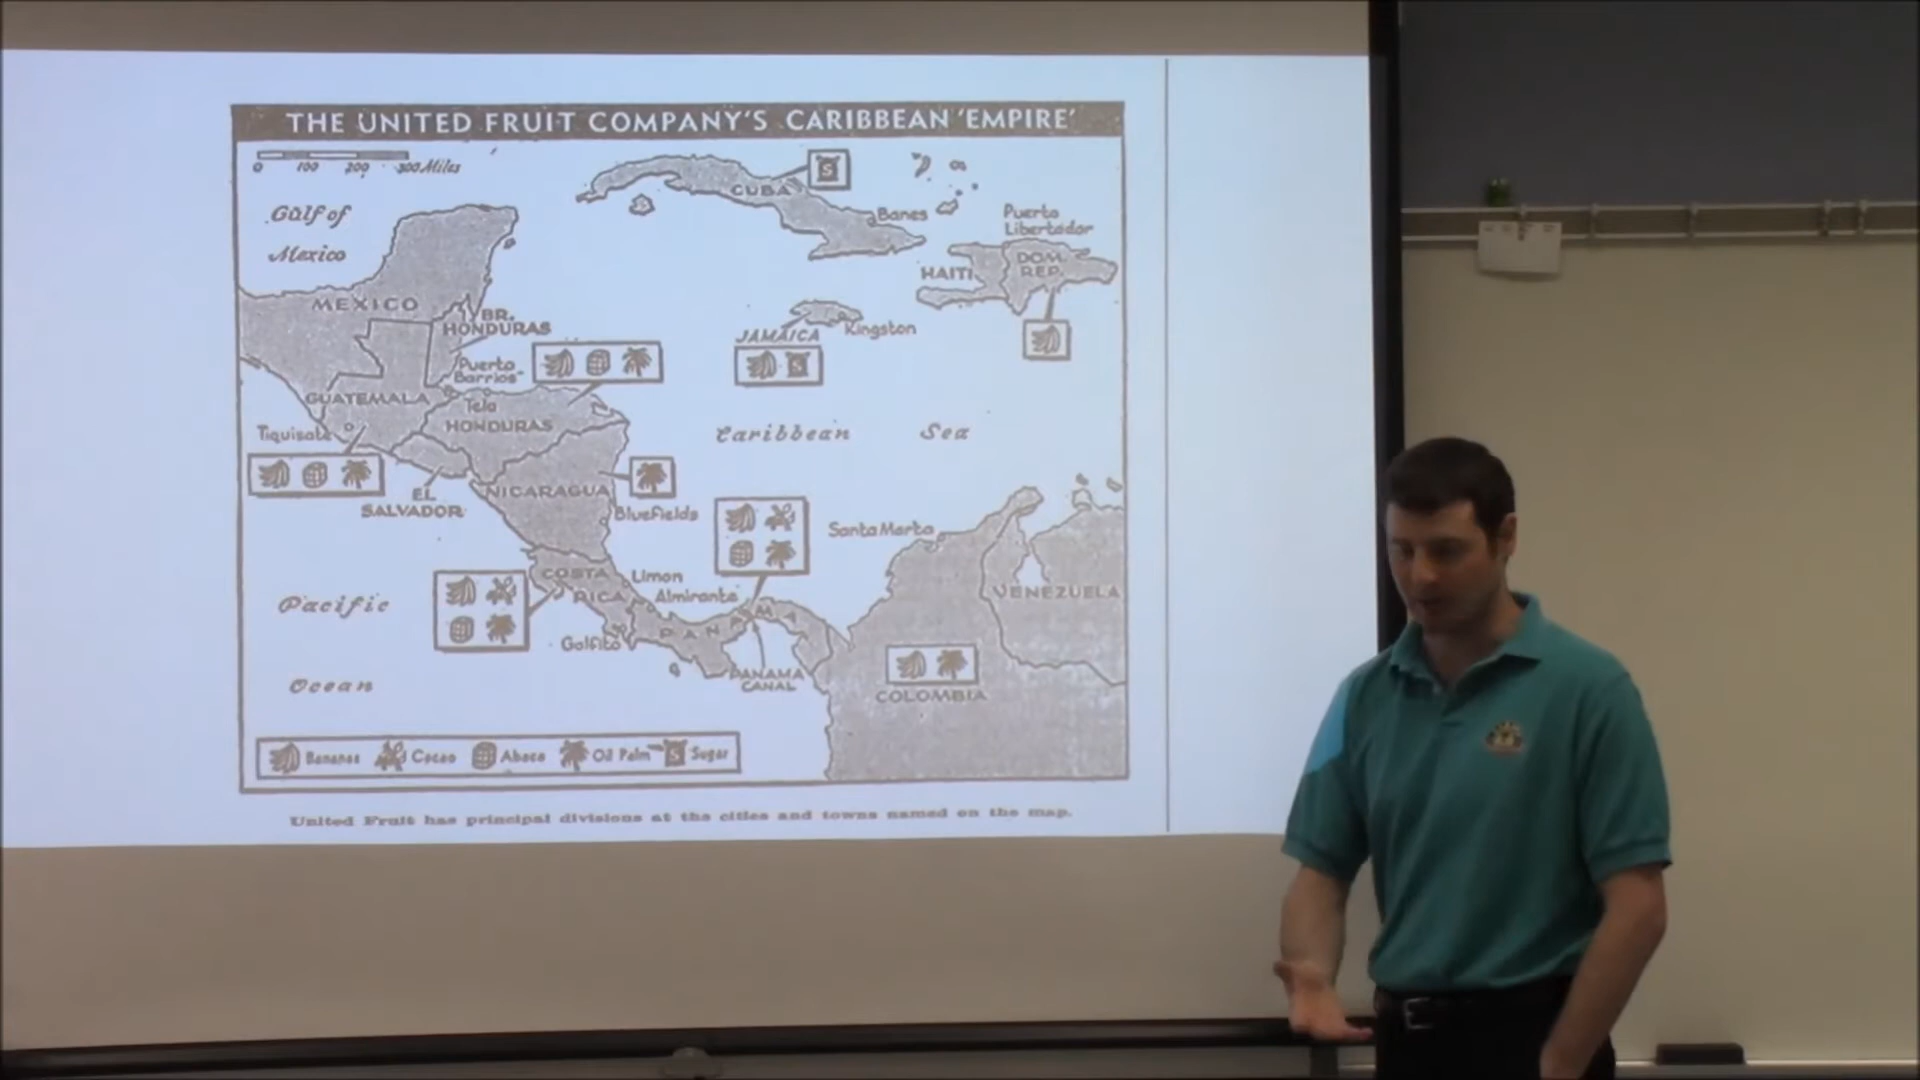 THE UNITED FRUIT COMPANY'S CARIBBEAN 'EMPIRE'
0 100 200 300 Miles
Gulf of
Mexico
CUBA
S
Banes
Puerto
Libertador
HAITI
DOM.
REP.
MEXICO
BR.
HONDURAS
JAMAICA
Kingston
S
Puerto
Barrios
GUATEMALA
Tela
HONDURAS
Tiquisate
Caribbean Sea
EL
SALVADOR
NICARAGUA
Bluefields
Santa Marta
COSTA
RICA
Limon
Almirante
VENEZUELA
Pacific
Ocean
Golfito
PANAMA
PANAMA
CANAL
COLOMBIA
Bananas Cacao Abaca Oil Palm S Sugar
United Fruit has principal divisions at the cities and towns named on the map.